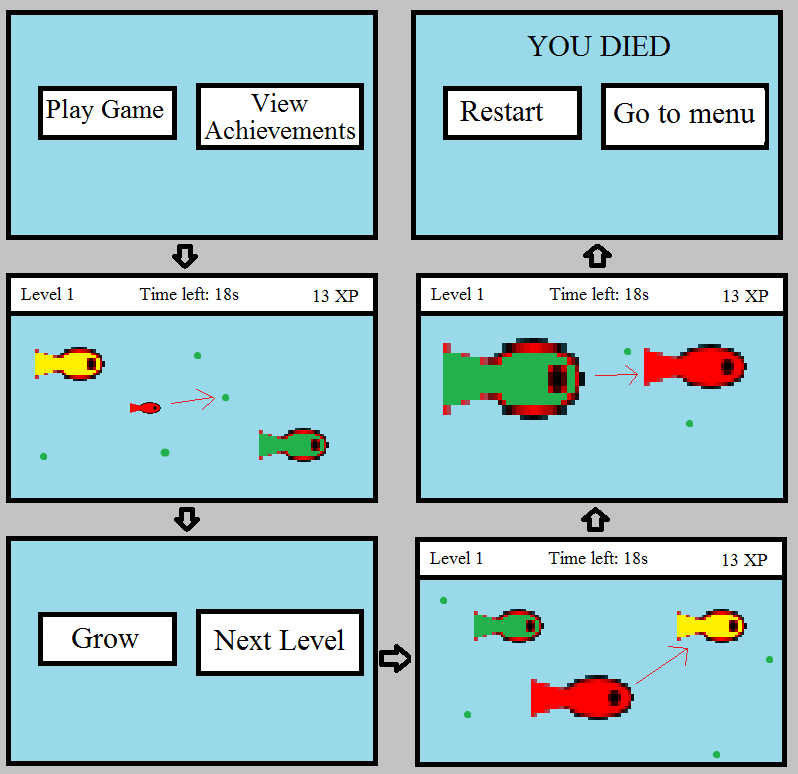 Play Game
View
Achievements
Level 1 Time left: 18s 13 XP
Grow
Next Level
Level 1 Time left: 18s 13 XP
Level 1 Time left: 18s 13 XP
YOU DIED
Restart
Go to menu